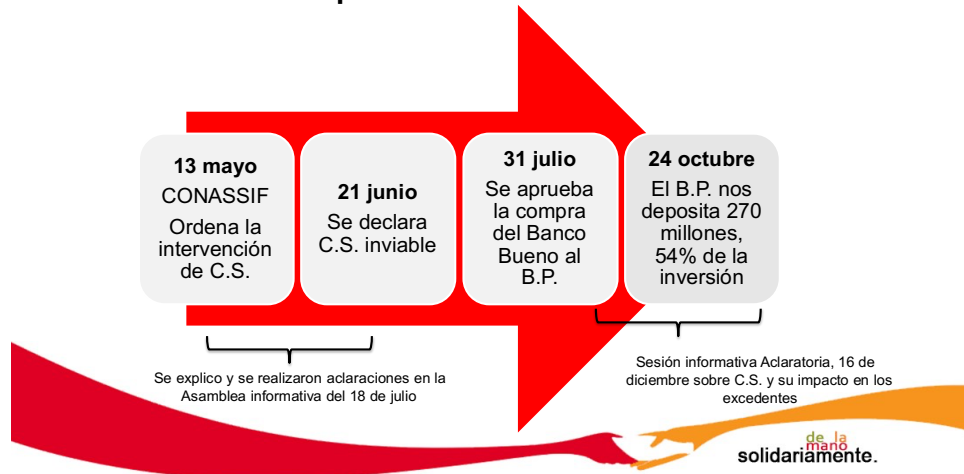 13 mayo
CONASSIF
Ordena la
intervención
de C.S.
21 junio
Se declara
C.S. inviable
31 julio
Se aprueba
la compra
del Banco
Bueno al
B.P.
24 octubre
El B.P. nos
deposita 270
millones,
54% de la
inversión
Se explico y se realizaron aclaraciones en la
Asamblea informativa del 18 de julio
Sesión informativa Aclaratoria, 16 de
diciembre sobre C.S. y su impacto en los
excedentes
de la
mano
solidariamente.